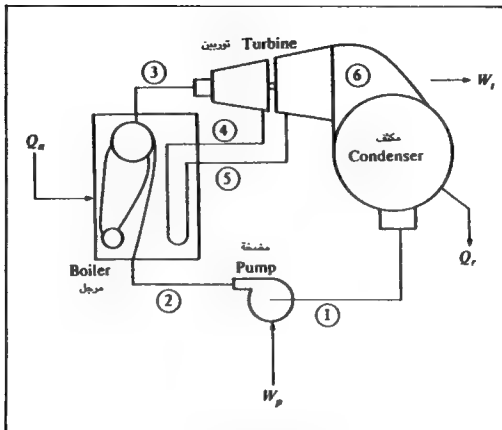 توربين Turbine
3
6
W_t
مكثف
Condenser
4
Q_a
5
Boiler
مرجل
مضخة
Pump
Q_r
2
1
W_p